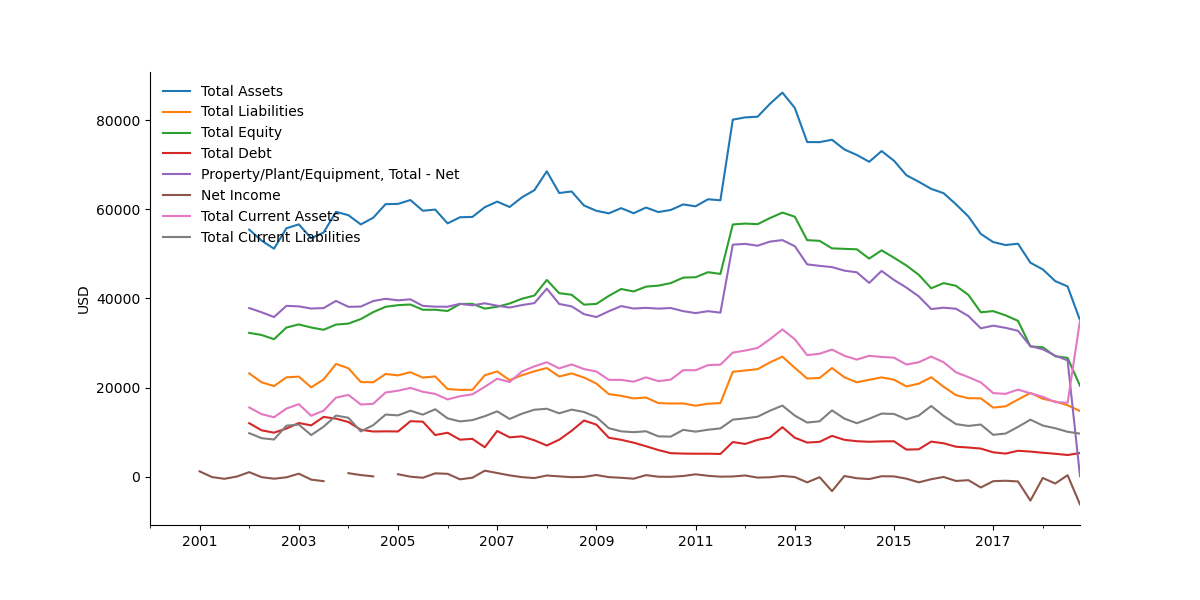 Total Assets
Total Liabilities
Total Equity
Total Debt
Property/Plant/Equipment, Total - Net
Net Income
Total Current Assets
Total Current Liabilities
USD
80000
60000
40000
20000
0
2001 2003 2005 2007 2009 2011 2013 2015 2017